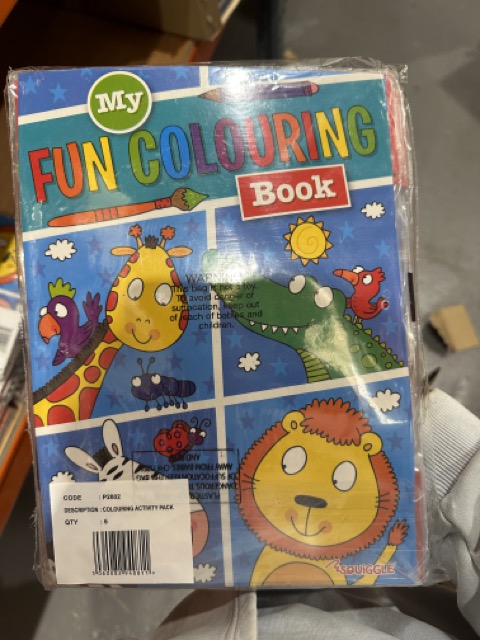 My
FUN COLOURING
Book
WARNING
This bag is not a toy.
To avoid danger of
suffocation, keep out
of reach of babies and
children.
CODE : P2882
DESCRIPTION : COLOURING ACTIVITY PACK
QTY : 6
SQUIGGLE